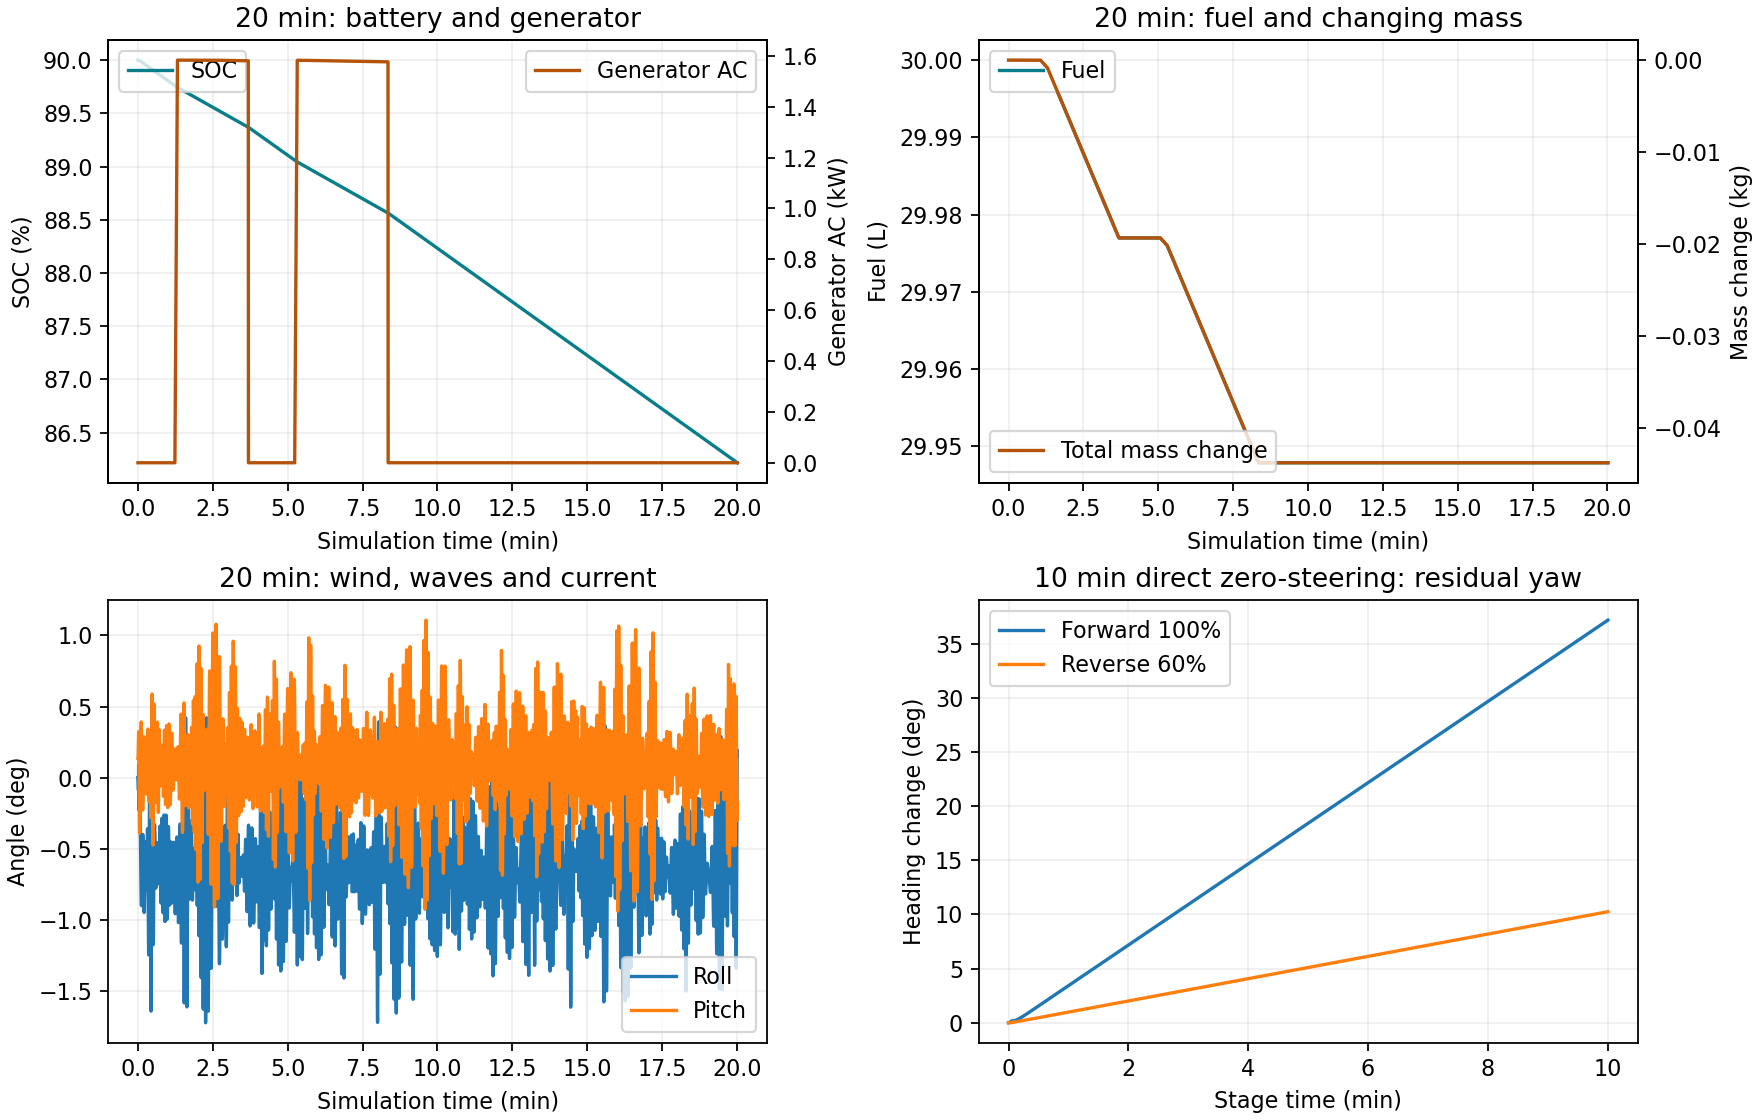 20 min: battery and generator
SOC
Generator AC
90.0
89.5
89.0
88.5
88.0
87.5
87.0
86.5
SOC (%)
1.6
1.4
1.2
1.0
0.8
0.6
0.4
0.2
0.0
Generator AC (kW)
0.0 2.5 5.0 7.5 10.0 12.5 15.0 17.5 20.0
Simulation time (min)
20 min: fuel and changing mass
Fuel
Total mass change
30.00
29.99
29.98
29.97
29.96
29.95
Fuel (L)
0.00
−0.01
−0.02
−0.03
−0.04
Mass change (kg)
0.0 2.5 5.0 7.5 10.0 12.5 15.0 17.5 20.0
Simulation time (min)
20 min: wind, waves and current
1.0
0.5
0.0
−0.5
−1.0
−1.5
Angle (deg)
Roll
Pitch
0.0 2.5 5.0 7.5 10.0 12.5 15.0 17.5 20.0
Simulation time (min)
10 min direct zero-steering: residual yaw
Forward 100%
Reverse 60%
35
30
25
20
15
10
5
0
Heading change (deg)
0 2 4 6 8 10
Stage time (min)